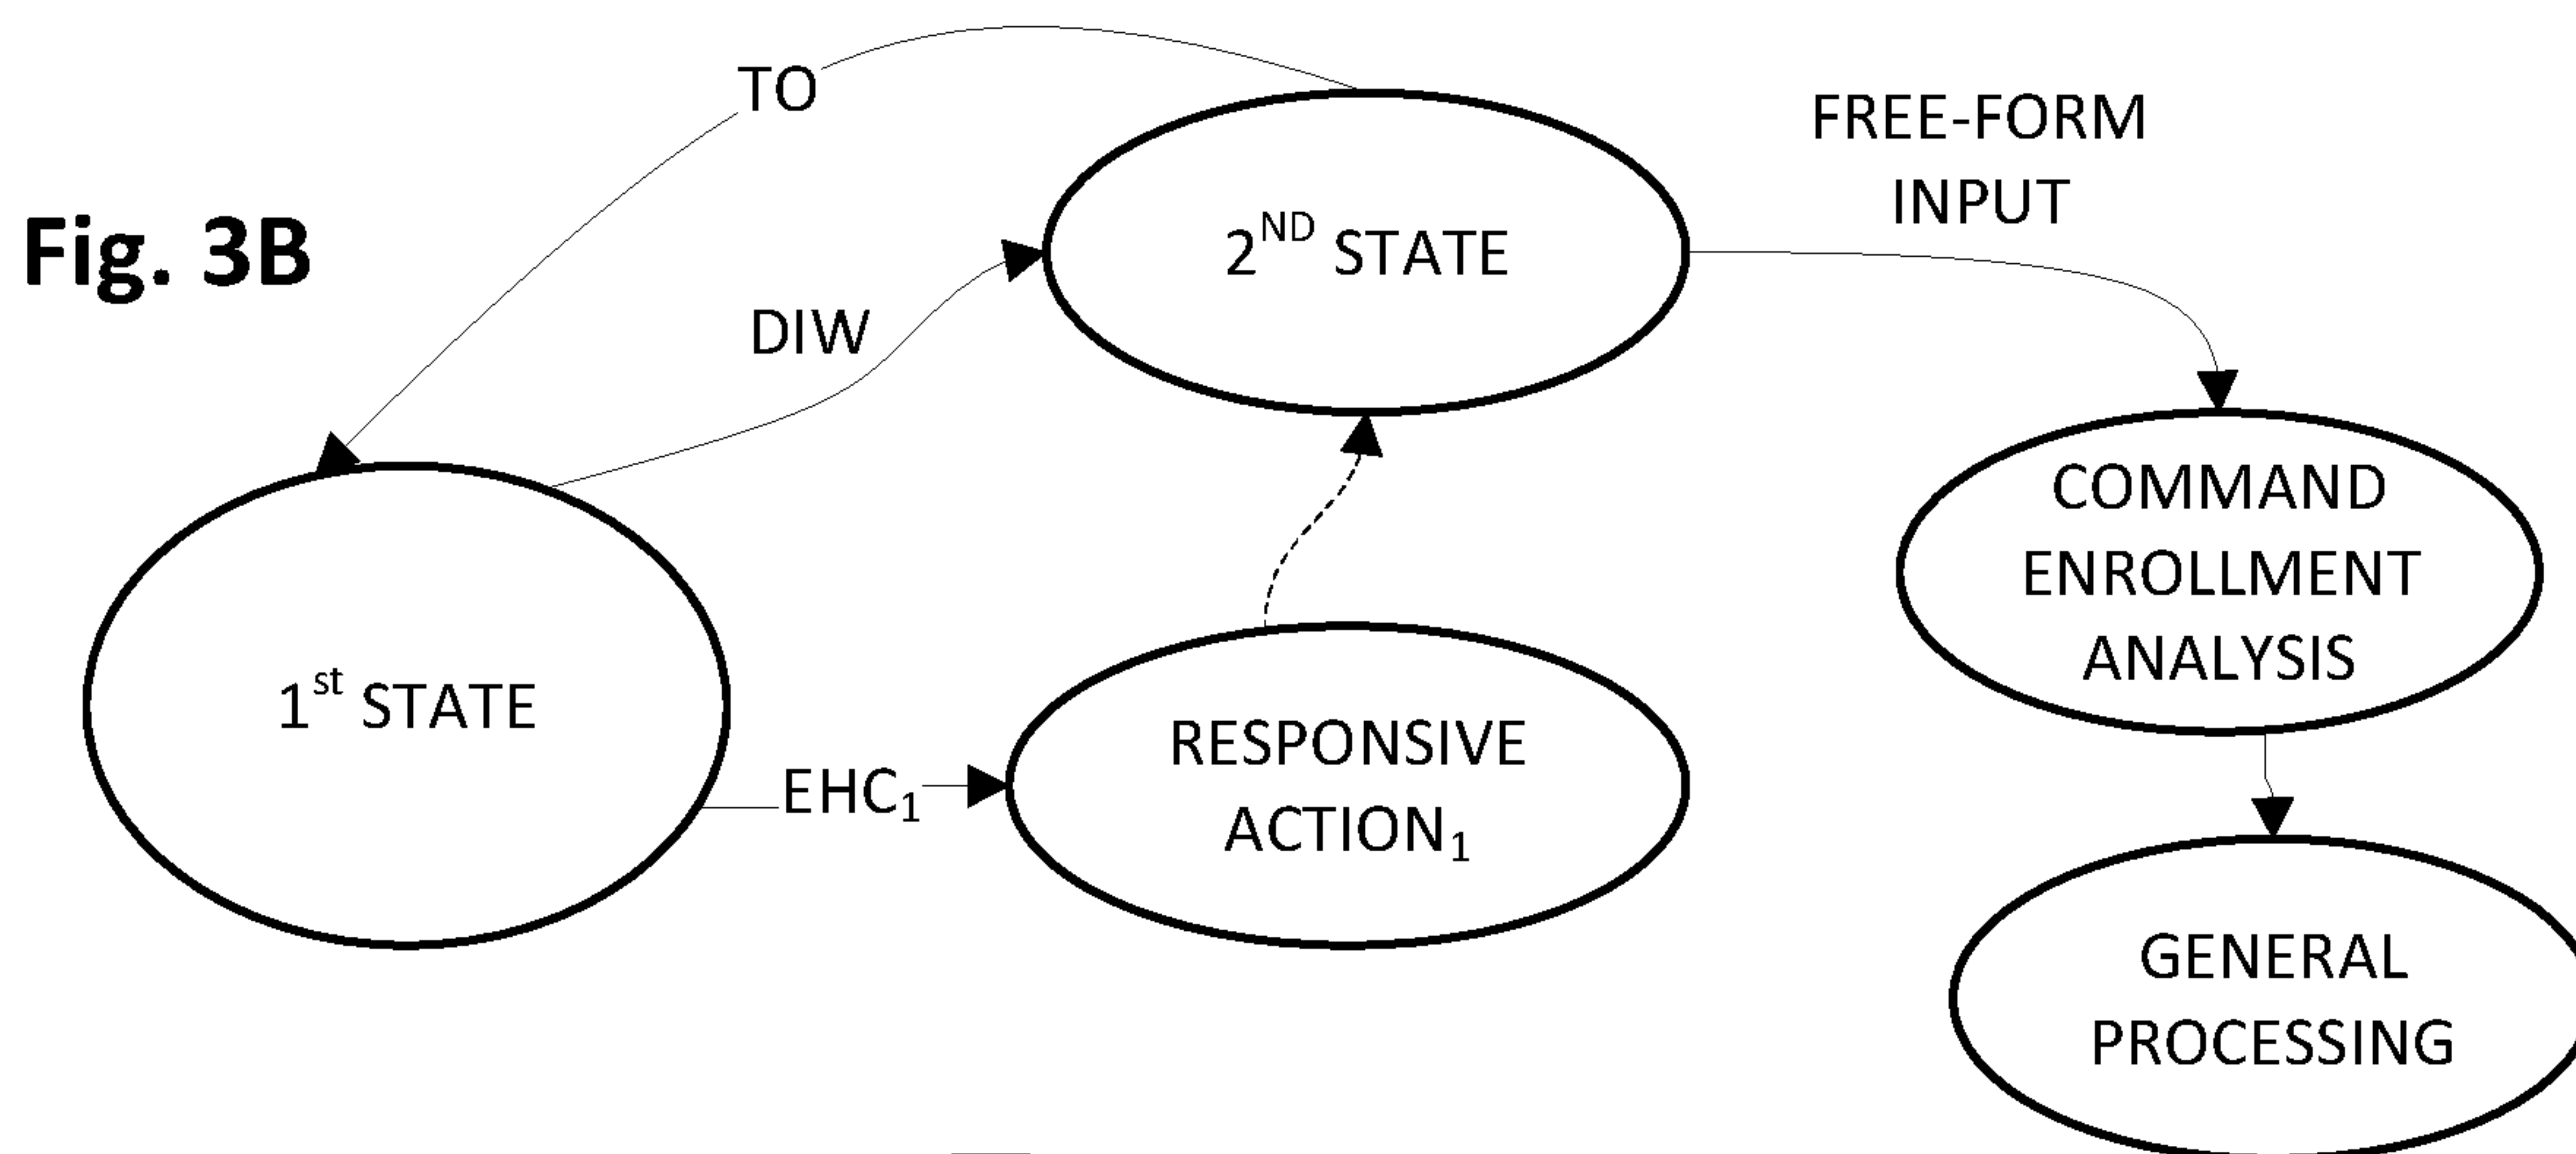 TO
FREE-FORM
INPUT
Fig. 3B
2ND STATE
DIW
COMMAND
ENROLLMENT
ANALYSIS
1st STATE
RESPONSIVE
ACTION1
EHC1
GENERAL
PROCESSING